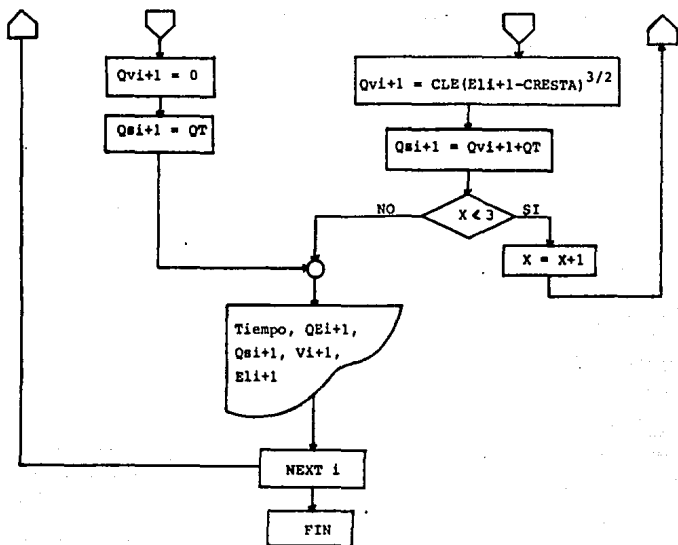 Qvi+1 = 0
Qsi+1 = QT
Qvi+1 = CLE(Eli+1-CRESTA)^3/2
Qsi+1 = Qvi+1+QT
NO
X < 3
SI
X = X+1
Tiempo, QEi+1,
Qsi+1, Vi+1,
Eli+1
NEXT i
FIN